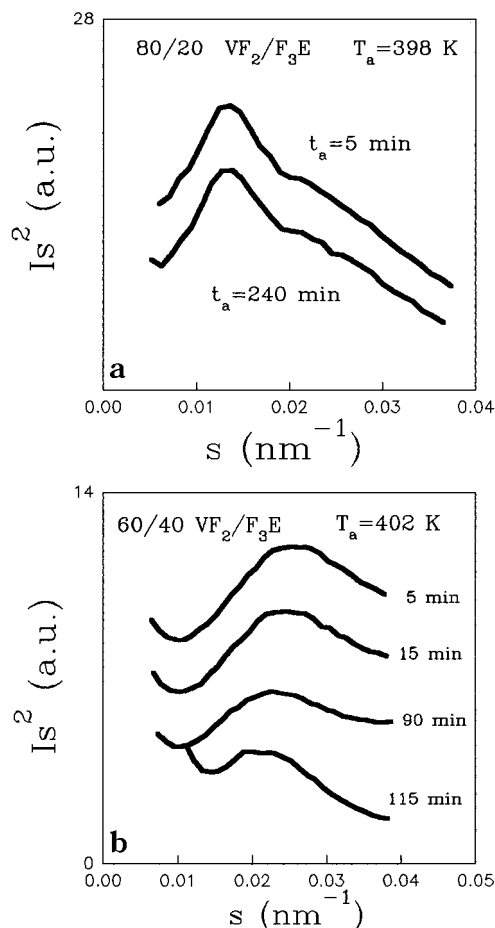 28
80/20 VF₂/F₃E Tₐ=398 K
tₐ=5 min
tₐ=240 min
Is² (a.u.)
a
0.00 0.01 0.02 0.03 0.04
s (nm⁻¹)
14
60/40 VF₂/F₃E Tₐ=402 K
5 min
15 min
90 min
115 min
Is² (a.u.)
b
0
0.00 0.01 0.02 0.03 0.04 0.05
s (nm⁻¹)